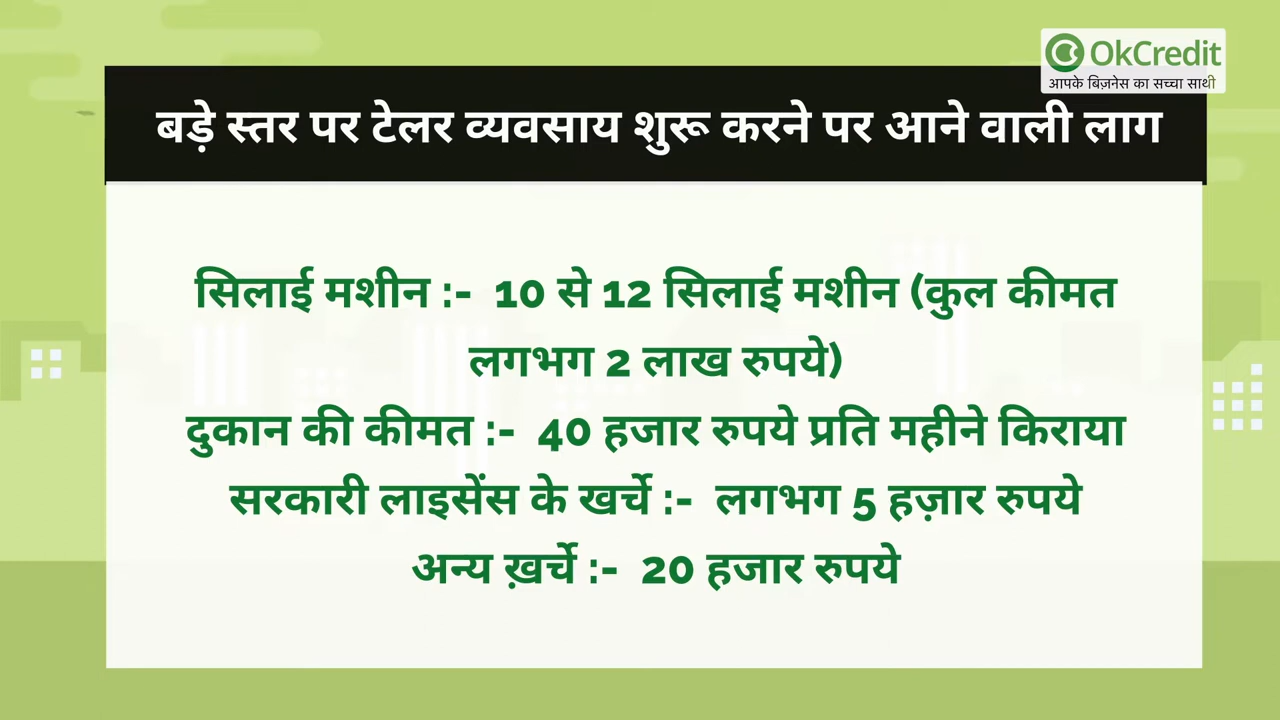 OkCredit
आपके बिज़नेस का सच्चा साथी
बड़े स्तर पर टेलर व्यवसाय शुरू करने पर आने वाली लाग
सिलाई मशीन :- 10 से 12 सिलाई मशीन (कुल कीमत
लगभग 2 लाख रुपये)
दुकान की कीमत :- 40 हजार रुपये प्रति महीने किराया
सरकारी लाइसेंस के खर्चे :- लगभग 5 हज़ार रुपये
अन्य ख़र्चे :- 20 हजार रुपये